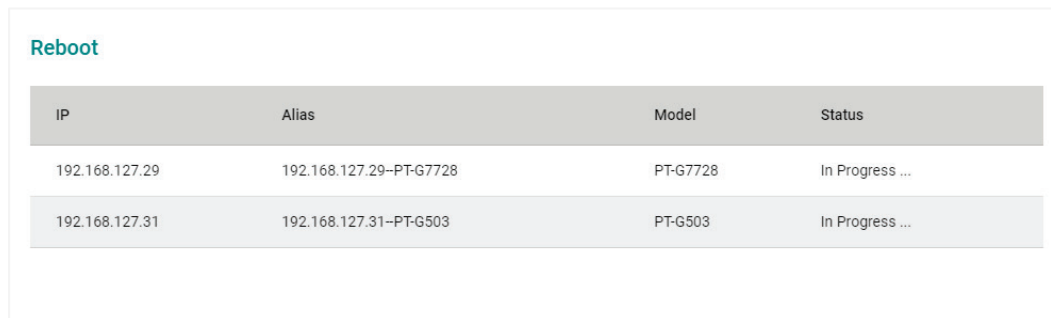 Reboot
IP Alias Model Status
192.168.127.29 192.168.127.29--PT-G7728 PT-G7728 In Progress ...
192.168.127.31 192.168.127.31--PT-G503 PT-G503 In Progress ...